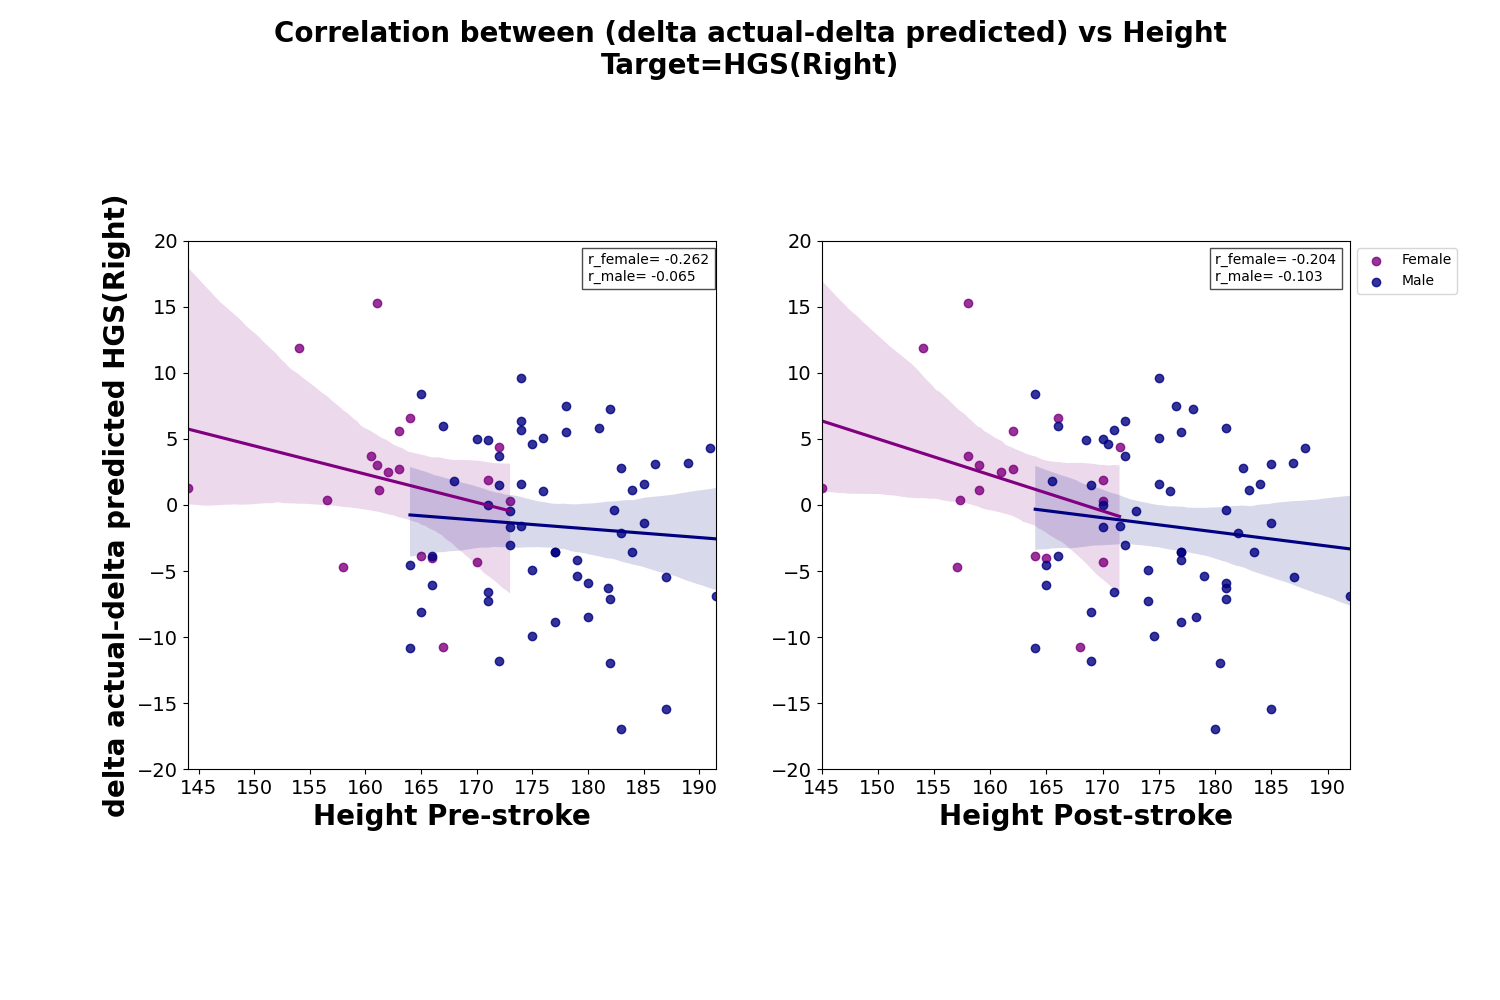 Correlation between (delta actual-delta predicted) vs Height
Target=HGS(Right)
delta actual-delta predicted HGS(Right)
20
15
10
5
0
−5
−10
−15
−20
r_female= -0.262
r_male= -0.065
145 150 155 160 165 170 175 180 185 190
Height Pre-stroke
20
15
10
5
0
−5
−10
−15
−20
r_female= -0.204
r_male= -0.103
145 150 155 160 165 170 175 180 185 190
Height Post-stroke
Female
Male